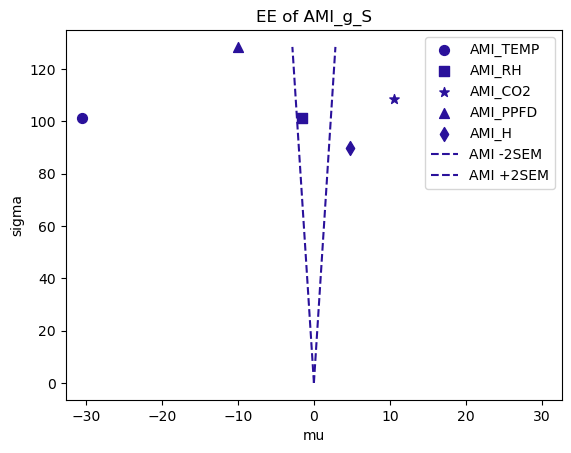 EE of AMI_g_S
AMI_TEMP
AMI_RH
AMI_CO2
AMI_PPFD
AMI_H
AMI -2SEM
AMI +2SEM
sigma
120
100
80
60
40
20
0
−30
−20
−10
0
10
20
30
mu